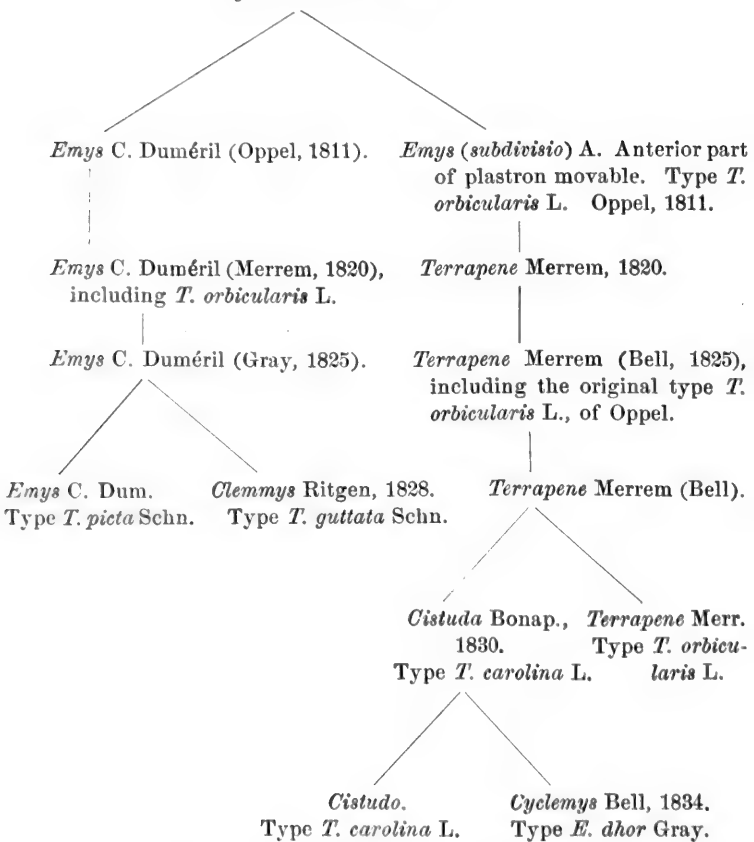 Emys C. Duméril (Oppel, 1811).
Emys (subdivisio) A. Anterior part
of plastron movable. Type T.
orbicularis L. Oppel, 1811.
Emys C. Duméril (Merrem, 1820),
including T. orbicularis L.
Terrapene Merrem, 1820.
Emys C. Duméril (Gray, 1825).
Terrapene Merrem (Bell, 1825),
including the original type T.
orbicularis L., of Oppel.
Emys C. Dum.
Type T. picta Schn.
Clemmys Ritgen, 1828.
Type T. guttata Schn.
Terrapene Merrem (Bell).
Cistuda Bonap.,
1830.
Type T. carolina L.
Terrapene Merr.
Type T. orbicu-
laris L.
Cistudo.
Type T. carolina L.
Cyclemys Bell, 1834.
Type E. dhor Gray.